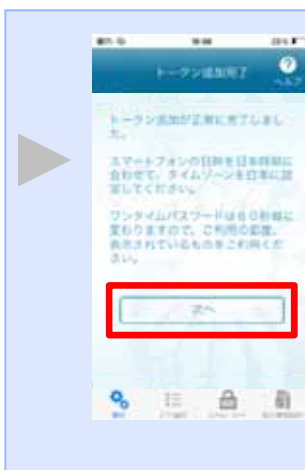 トークン追加完了
ヘルプ
トークン追加が正常に完了しまし
た。
スマートフォンの日時を日本時間に
合わせて、タイムゾーンを日本に設
定してください。
ワンタイムパスワードは60秒毎に
変わりますので、ご利用の都度、
表示されているものをご利用くだ
さい。
次へ